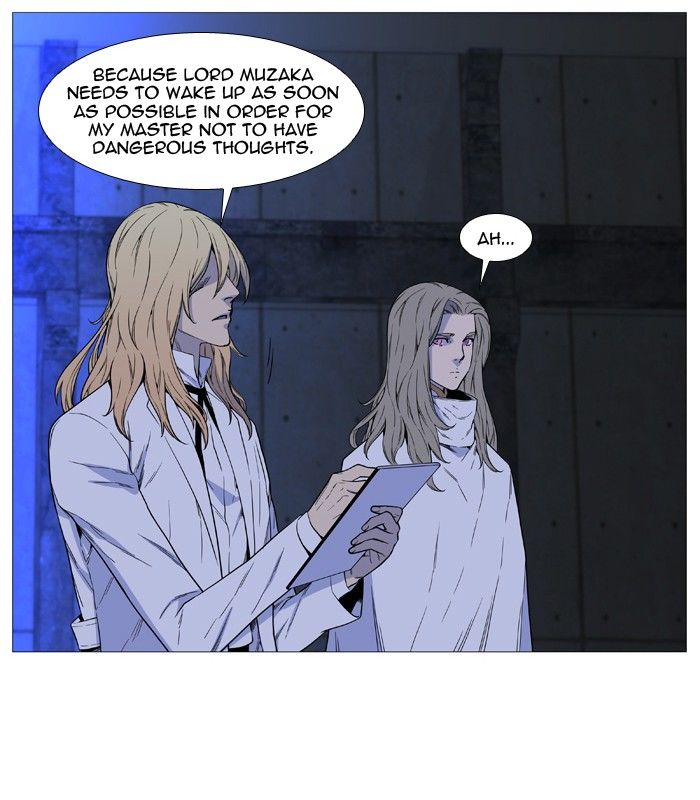 BECAUSE LORD MUZAKA
NEEDS TO WAKE UP AS SOON
AS POSSIBLE IN ORDER FOR
MY MASTER NOT TO HAVE
DANGEROUS THOUGHTS.
AH...